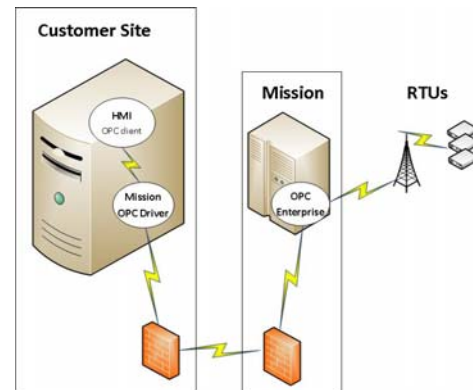 Customer Site
HMI
OPC client
Mission
OPC Driver
Mission
OPC
Enterprise
RTUs